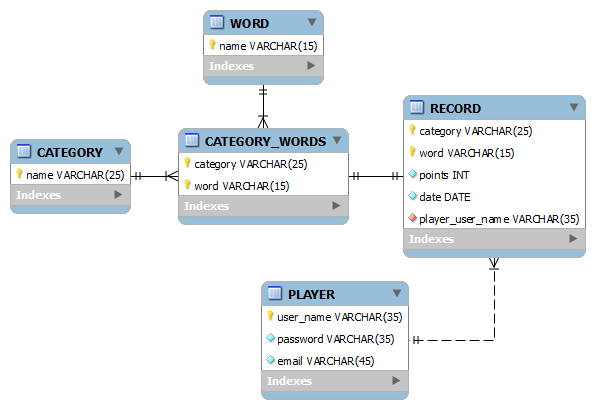 WORD
name VARCHAR(15)
Indexes
CATEGORY
name VARCHAR(25)
Indexes
CATEGORY_WORDS
category VARCHAR(25)
word VARCHAR(15)
Indexes
RECORD
category VARCHAR(25)
word VARCHAR(15)
points INT
date DATE
player_user_name VARCHAR(35)
Indexes
PLAYER
user_name VARCHAR(35)
password VARCHAR(35)
email VARCHAR(45)
Indexes